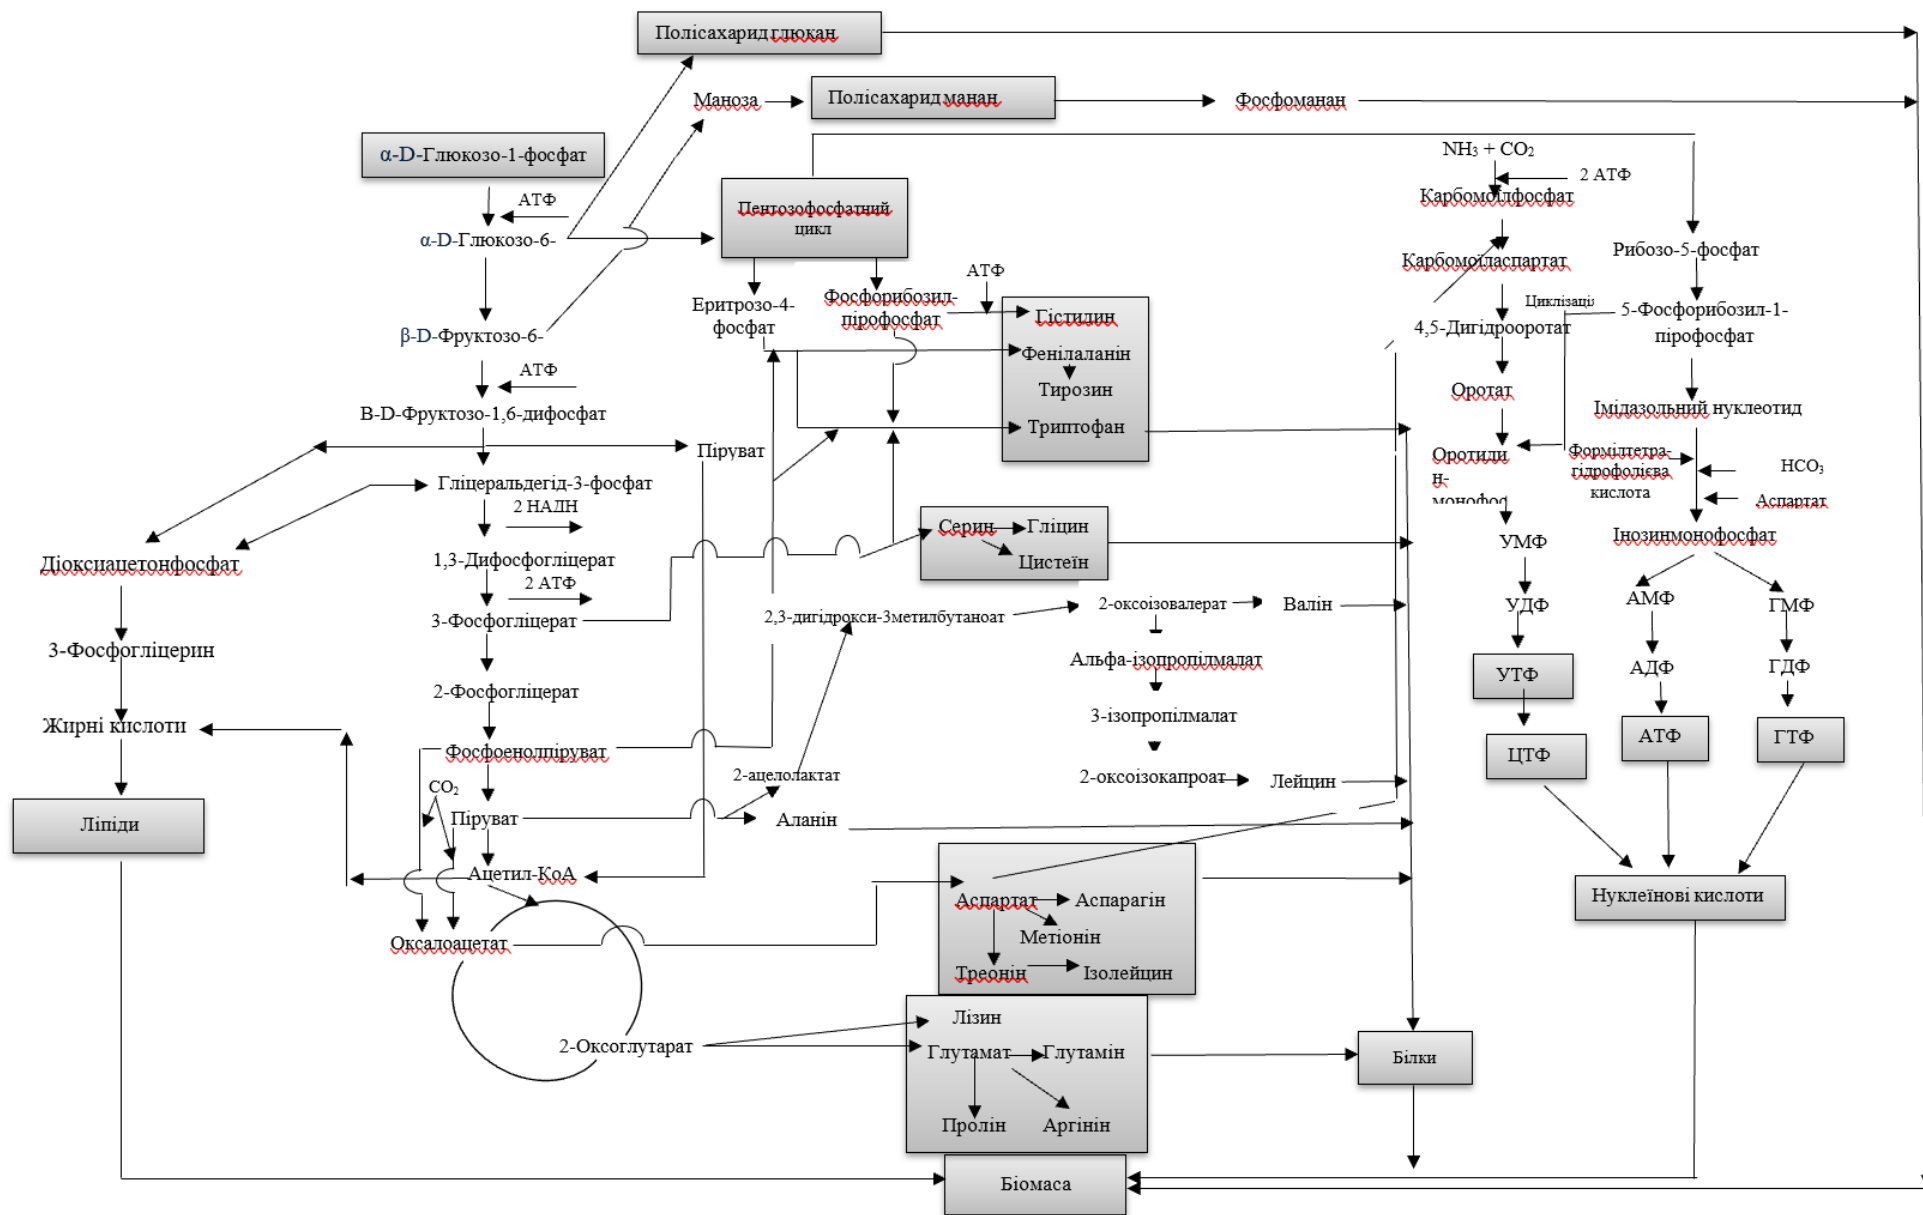 Полісахарид глюкан
Маноза
Полісахарид манан
Фосфоманан
α-D-Глюкозо-1-фосфат
NH₃ + CO₂
2 АТФ
АТФ
Карбомоїлфосфат
Пентозофосфатний
цикл
α-D-Глюкозо-6-
Карбомоїласпартат
Рибозо-5-фосфат
АТФ
Еритрозо-4-
фосфат
Фосфорибозил-
пірофосфат
Гістидин
Циклізаці
5-Фосфорибозил-1-
пірофосфат
4,5-Дигідрооротат
β-D-Фруктозо-6-
Фенілаланін
АТФ
Тирозин
Оротат
В-D-Фруктозо-1,6-дифосфат
Імідазольний нуклеотид
Триптофан
Піруват
Оротиди
н-
монофос
Формілтетра-
гідрофолієва
кислота
HCO₃
Аспартат
Гліцеральдегід-3-фосфат
2 НАДН
Серин
Гліцин
Цистеїн
Інозинмонофосфат
УМФ
Діоксиацетонфосфат
1,3-Дифосфогліцерат
2 АТФ
2,3-дигідрокси-3метилбутаноат
2-оксоізовалерат
Валін
УДФ
АМФ
ГМФ
3-Фосфогліцерат
3-Фосфогліцерин
Альфа-ізопропілмалат
УТФ
АДФ
ГДФ
2-Фосфогліцерат
3-ізопропілмалат
Жирні кислоти
Фосфоенолпіруват
ЦТФ
АТФ
ГТФ
2-ацелолактат
2-оксоізокапроат
Лейцин
CO₂
Ліпіди
Піруват
Аланін
Ацетил-КоА
Аспартат
Аспарагін
Нуклеїнові кислоти
Метіонін
Оксалоацетат
Треонін
Ізолейцин
Лізин
2-Оксоглутарат
Глутамат
Глутамін
Білки
Пролін
Аргінін
Біомаса